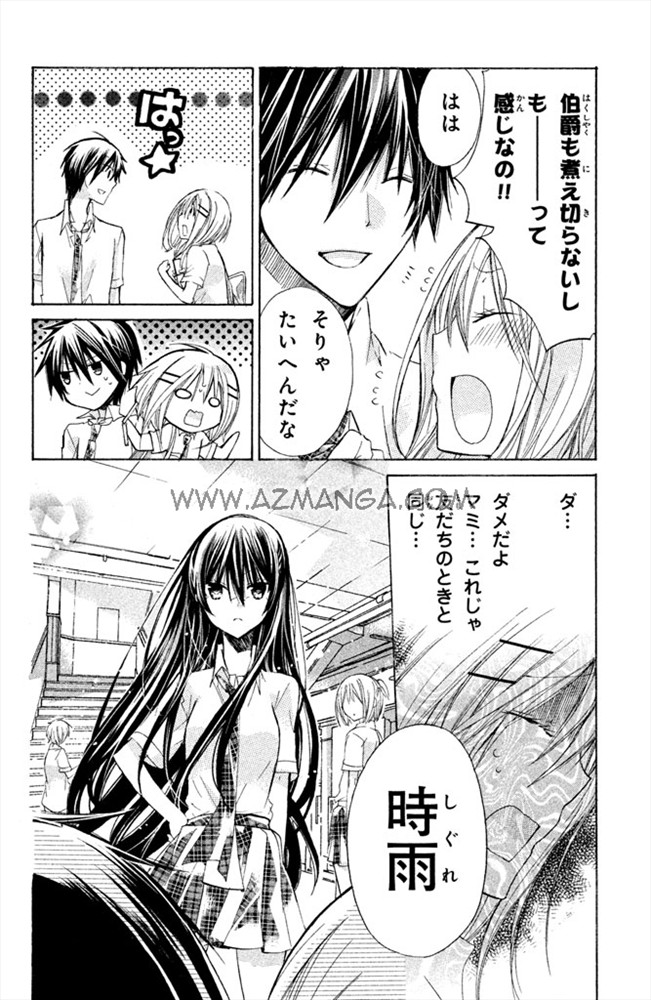 伯爵も煮え切らないし
も――って
感じなの!!
はは
そりゃ
たいへんだな
はっ★
ダ…
ダメだよ
マミ…これじゃ
友だちのときと
同じ…
時雨
WWW.AZMANGA.COM